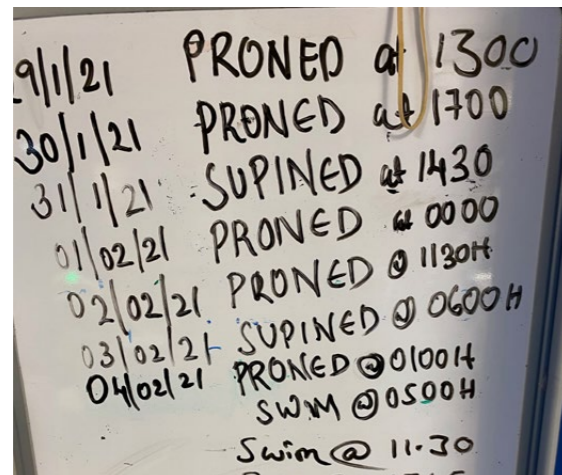 9/1/21 PRONED at 1300
30/1/21 PRONED at 1700
31/1/21 SUPINED at 1430
01/02/21 PRONED at 0000
02/02/21 PRONED @ 1130H
03/02/21 SUPINED @ 0600H
04/02/21 PRONED @ 0100H
SWIM @ 0500H
Swim @ 11.30